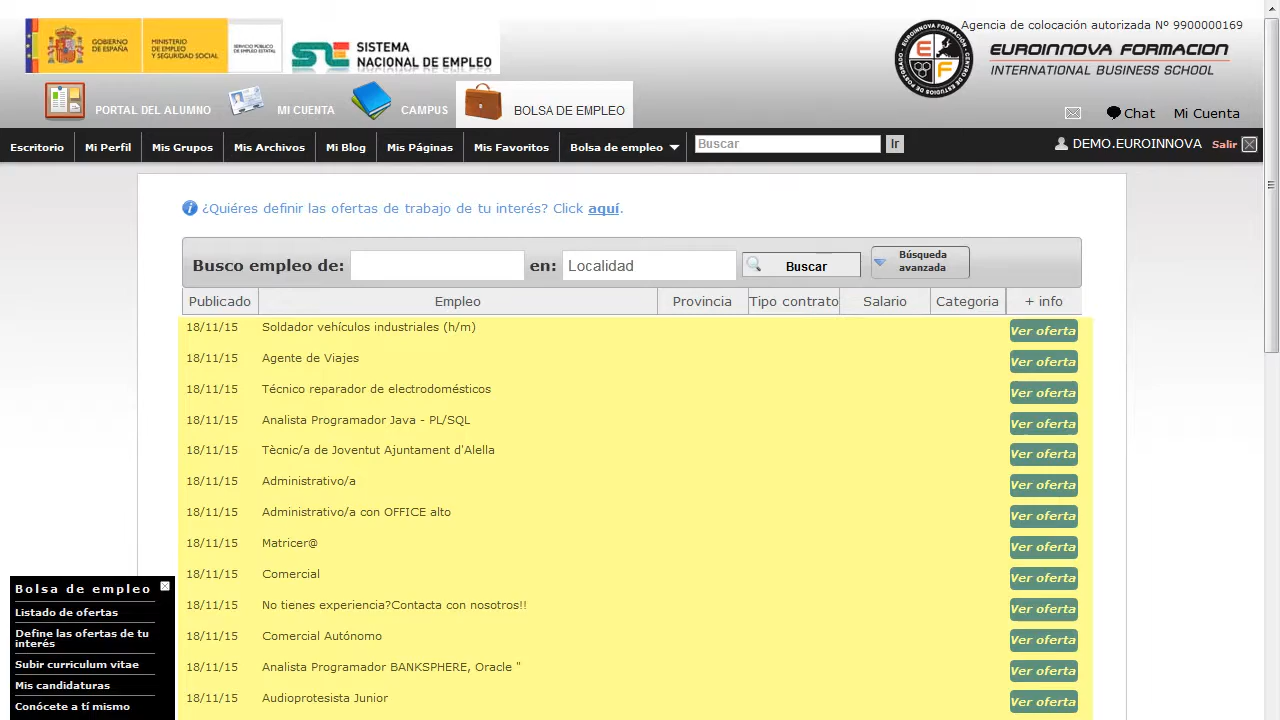 Agencia de colocación autorizada Nº 9900000169
GOBIERNO DE ESPAÑA
MINISTERIO DE EMPLEO Y SEGURIDAD SOCIAL
SERVICIO PÚBLICO DE EMPLEO ESTATAL
SISTEMA NACIONAL DE EMPLEO
EUROINNOVA FORMACION
INTERNATIONAL BUSINESS SCHOOL
PORTAL DEL ALUMNO MI CUENTA CAMPUS BOLSA DE EMPLEO
Chat Mi Cuenta
Escritorio Mi Perfil Mis Grupos Mis Archivos Mi Blog Mis Páginas Mis Favoritos Bolsa de empleo Buscar Ir DEMO.EUROINNOVA Salir
¿Quiéres definir las ofertas de trabajo de tu interés? Click aquí.
Busco empleo de: en: Localidad Buscar Búsqueda avanzada
Publicado Empleo Provincia Tipo contrato Salario Categoria + info
18/11/15 Soldador vehículos industriales (h/m) Ver oferta
18/11/15 Agente de Viajes Ver oferta
18/11/15 Técnico reparador de electrodomésticos Ver oferta
18/11/15 Analista Programador Java - PL/SQL Ver oferta
18/11/15 Tècnic/a de Joventut Ajuntament d'Alella Ver oferta
18/11/15 Administrativo/a Ver oferta
18/11/15 Administrativo/a con OFFICE alto Ver oferta
18/11/15 Matricer@ Ver oferta
18/11/15 Comercial Ver oferta
18/11/15 No tienes experiencia?Contacta con nosotros!! Ver oferta
18/11/15 Comercial Autónomo Ver oferta
18/11/15 Analista Programador BANKSPHERE, Oracle " Ver oferta
18/11/15 Audioprotesista Junior Ver oferta
Bolsa de empleo
Listado de ofertas
Define las ofertas de tu
interés
Subir curriculum vitae
Mis candidaturas
Conócete a tí mismo